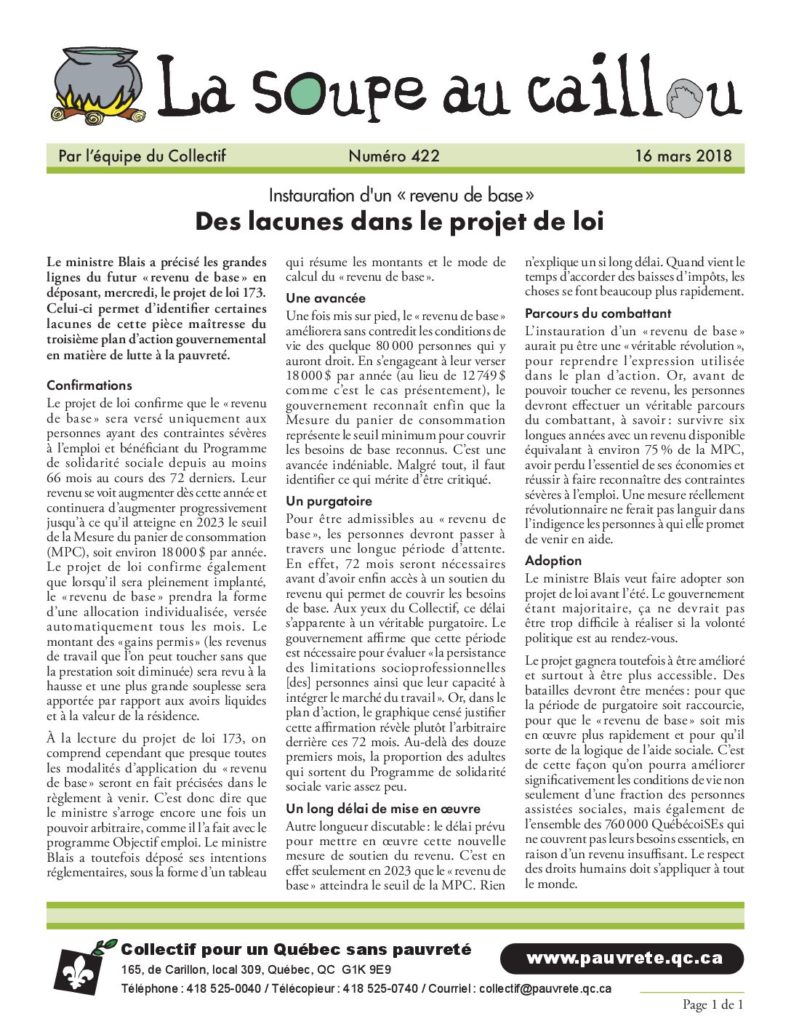 La soupe au caillou
Par l'équipe du Collectif Numéro 422 16 mars 2018
Instauration d'un « revenu de base »
Des lacunes dans le projet de loi
Le ministre Blais a précisé les grandes
lignes du futur « revenu de base » en
déposant, mercredi, le projet de loi 173.
Celui-ci permet d'identifier certaines
lacunes de cette pièce maîtresse du
troisième plan d'action gouvernemental
en matière de lutte à la pauvreté.
Confirmations
Le projet de loi confirme que le « revenu
de base » sera versé uniquement aux
personnes ayant des contraintes sévères
à l'emploi et bénéficiant du Programme
de solidarité sociale depuis au moins
66 mois au cours des 72 derniers. Leur
revenu se voit augmenter dès cette année et
continuera d'augmenter progressivement
jusqu'à ce qu'il atteigne en 2023 le seuil
de la Mesure du panier de consommation
(MPC), soit environ 18 000 $ par année.
Le projet de loi confirme également
que lorsqu'il sera pleinement implanté,
le « revenu de base » prendra la forme
d'une allocation individualisée, versée
automatiquement tous les mois. Le
montant des « gains permis » (les revenus
de travail que l'on peut toucher sans que
la prestation soit diminuée) sera revu à la
hausse et une plus grande souplesse sera
apportée par rapport aux avoirs liquides
et à la valeur de la résidence.
À la lecture du projet de loi 173, on
comprend cependant que presque toutes
les modalités d'application du « revenu
de base » seront en fait précisées dans le
règlement à venir. C'est donc dire que
le ministre s'arroge encore une fois un
pouvoir arbitraire, comme il l'a fait avec le
programme Objectif emploi. Le ministre
Blais a toutefois déposé ses intentions
réglementaires, sous la forme d'un tableau
qui résume les montants et le mode de
calcul du « revenu de base ».
Une avancée
Une fois mis sur pied, le « revenu de base »
améliorera sans contredit les conditions de
vie des quelque 80 000 personnes qui y
auront droit. En s'engageant à leur verser
18 000 $ par année (au lieu de 12 749 $
comme c'est le cas présentement), le
gouvernement reconnaît enfin que la
Mesure du panier de consommation
représente le seuil minimum pour couvrir
les besoins de base reconnus. C'est une
avancée indéniable. Malgré tout, il faut
identifier ce qui mérite d'être critiqué.
Un purgatoire
Pour être admissibles au « revenu de
base », les personnes devront passer à
travers une longue période d'attente.
En effet, 72 mois seront nécessaires
avant d'avoir enfin accès à un soutien du
revenu qui permet de couvrir les besoins
de base. Aux yeux du Collectif, ce délai
s'apparente à un véritable purgatoire. Le
gouvernement affirme que cette période
est nécessaire pour évaluer « la persistance
des limitations socioprofessionnelles
[des] personnes ainsi que leur capacité à
intégrer le marché du travail ». Or, dans le
plan d'action, le graphique censé justifier
cette affirmation révèle plutôt l'arbitraire
derrière ces 72 mois. Au-delà des douze
premiers mois, la proportion des adultes
qui sortent du Programme de solidarité
sociale varie assez peu.
Un long délai de mise en œuvre
Autre longueur discutable : le délai prévu
pour mettre en œuvre cette nouvelle
mesure de soutien du revenu. C'est en
effet seulement en 2023 que le « revenu de
base » atteindra le seuil de la MPC. Rien
n'explique un si long délai. Quand vient le
temps d'accorder des baisses d'impôts, les
choses se font beaucoup plus rapidement.
Parcours du combattant
L'instauration d'un « revenu de base »
aurait pu être une « véritable révolution »,
pour reprendre l'expression utilisée
dans le plan d'action. Or, avant de
pouvoir toucher ce revenu, les personnes
devront effectuer un véritable parcours
du combattant, à savoir : survivre six
longues années avec un revenu disponible
équivalant à environ 75 % de la MPC,
avoir perdu l'essentiel de ses économies et
réussir à faire reconnaître des contraintes
sévères à l'emploi. Une mesure réellement
révolutionnaire ne ferait pas languir dans
l'indigence les personnes à qui elle promet
de venir en aide.
Adoption
Le ministre Blais veut faire adopter son
projet de loi avant l'été. Le gouvernement
étant majoritaire, ça ne devrait pas
être trop difficile à réaliser si la volonté
politique est au rendez-vous.
Le projet gagnera toutefois à être amélioré
et surtout à être plus accessible. Des
batailles devront être menées : pour que
la période de purgatoire soit raccourcie,
pour que le « revenu de base » soit mis
en œuvre plus rapidement et pour qu'il
sorte de la logique de l'aide sociale. C'est
de cette façon qu'on pourra améliorer
significativement les conditions de vie non
seulement d'une fraction des personnes
assistées sociales, mais également de
l'ensemble des 760 000 QuébécoiSEs qui
ne couvrent pas leurs besoins essentiels, en
raison d'un revenu insuffisant. Le respect
des droits humains doit s'appliquer à tout
le monde.
Collectif pour un Québec sans pauvreté
165, de Carillon, local 309, Québec, QC G1K 9E9
Téléphone : 418 525-0040 / Télécopieur : 418 525-0740 / Courriel : collectif@pauvrete.qc.ca
www.pauvrete.qc.ca
Page 1 de 1